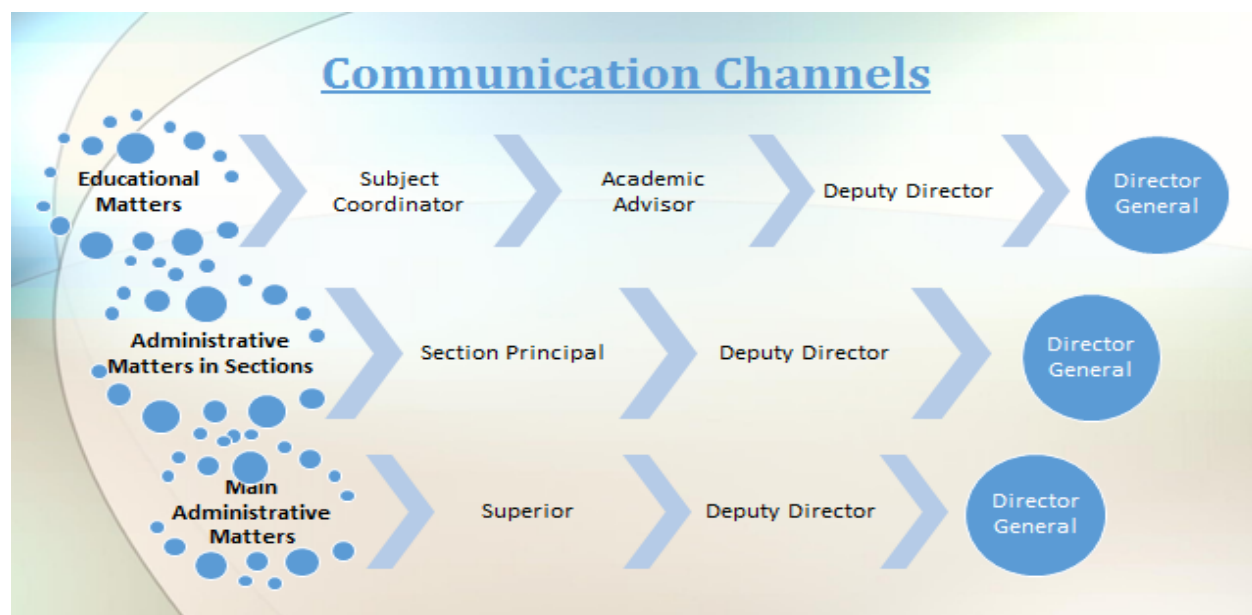 Communication Channels
Educational
Matters
Subject
Coordinator
Academic
Advisor
Deputy Director
Director
General
Administrative
Matters in Sections
Section Principal
Deputy Director
Director
General
Main
Administrative
Matters
Superior
Deputy Director
Director
General